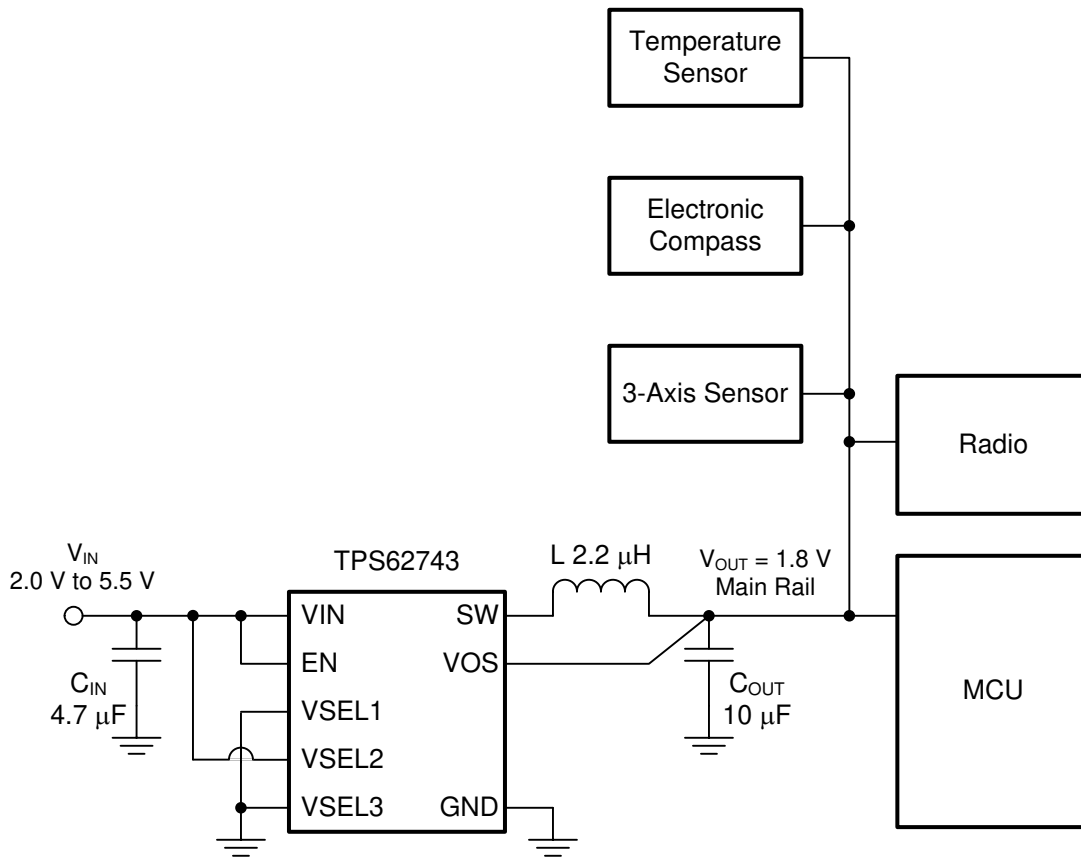 Temperature
Sensor
Electronic
Compass
3-Axis Sensor
Radio
V_IN
2.0 V to 5.5 V
TPS62743
L 2.2 μH
V_OUT = 1.8 V
Main Rail
VIN
SW
EN
VOS
C_IN
4.7 μF
VSEL1
C_OUT
10 μF
MCU
VSEL2
VSEL3
GND